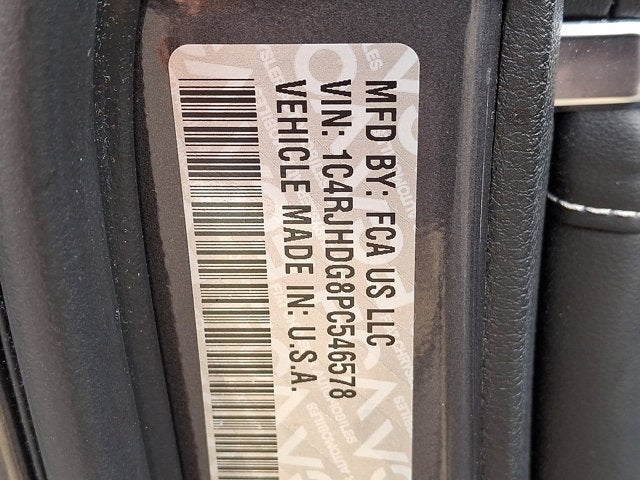 MFD BY: FCA US LLC
VIN: 1C4RJHDG8PC546578
VEHICLE MADE IN: U.S.A.